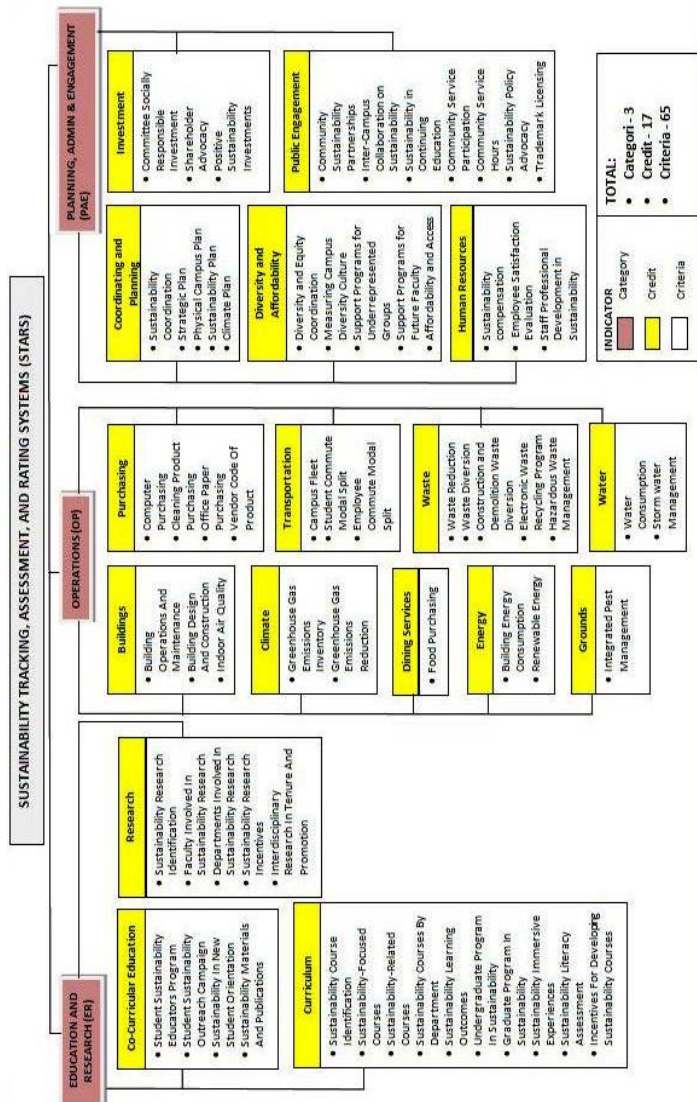 SUSTAINABILITY TRACKING, ASSESSMENT, AND RATING SYSTEMS (STARS)
EDUCATION AND
RESEARCH (ER)
Co-Curricular Education
• Student Sustainability
Educators Program
• Student Sustainability
Outreach Campaign
• Sustainability In New
Student Orientation
• Sustainability Materials
And Publications
Curriculum
• Sustainability Course
Identification
• Sustainability-Focused
Courses
• Sustainability-Related
Courses
• Sustainability Courses By
Department
• Sustainability Learning
Outcomes
• Undergraduate Program
In Sustainability
• Graduate Program In
Sustainability
• Sustainability Immersive
Experiences
• Sustainability Literacy
Assessment
• Incentives For Developing
Sustainability Courses
Research
• Sustainability Research
Identification
• Faculty Involved In
Sustainability Research
• Departments Involved In
Sustainability Research
• Sustainability Research
Incentives
• Interdisciplinary
Research In Tenure And
Promotion
OPERATIONS (OP)
Buildings
• Building
Operations And
Maintenance
• Building Design
And Construction
• Indoor Air Quality
Climate
• Greenhouse Gas
Emissions
Inventory
• Greenhouse Gas
Emissions
Reduction
Dining Services
• Food Purchasing
Energy
• Building Energy
Consumption
• Renewable Energy
Grounds
• Integrated Pest
Management
Purchasing
• Computer
Purchasing
• Cleaning Product
Purchasing
• Office Paper
Purchasing
• Vendor Code Of
Product
Transportation
• Campus Fleet
• Student Commute
Modal Split
• Employee
Commute Modal
Split
Waste
• Waste Reduction
• Waste Diversion
• Construction and
Demolition Waste
Diversion
• Electronic Waste
Recycling Program
• Hazardous Waste
Management
Water
• Water
Consumption
• Storm water
Management
PLANNING, ADMIN & ENGAGEMENT
(PAE)
Coordinating and
Planning
• Sustainability
Coordination
• Strategic Plan
• Physical Campus Plan
• Sustainability Plan
• Climate Plan
Diversity and
Affordability
• Diversity and Equity
Coordination
• Measuring Campus
Diversity Culture
• Support Programs for
Underrepresented
Groups
• Support Programs for
Future Faculty
• Affordability and Access
Human Resources
• Sustainability
compensation
• Employee Satisfaction
Evaluation
• Staff Professional
Development in
Sustainability
Investment
• Committee Socially
Responsible
Investment
• Shareholder
Advocacy
• Positive
Sustainability
Investments
Public Engagement
• Community
Sustainability
Partnerships
• Inter-Campus
Collaboration on
Sustainability
• Sustainability in
Continuing
Education
• Community Service
Participation
• Community Service
Hours
• Sustainability Policy
Advocacy
• Trademark Licensing
INDICATOR
Category
Credit
Criteria
TOTAL:
• Categori - 3
• Credit - 17
• Criteria - 65